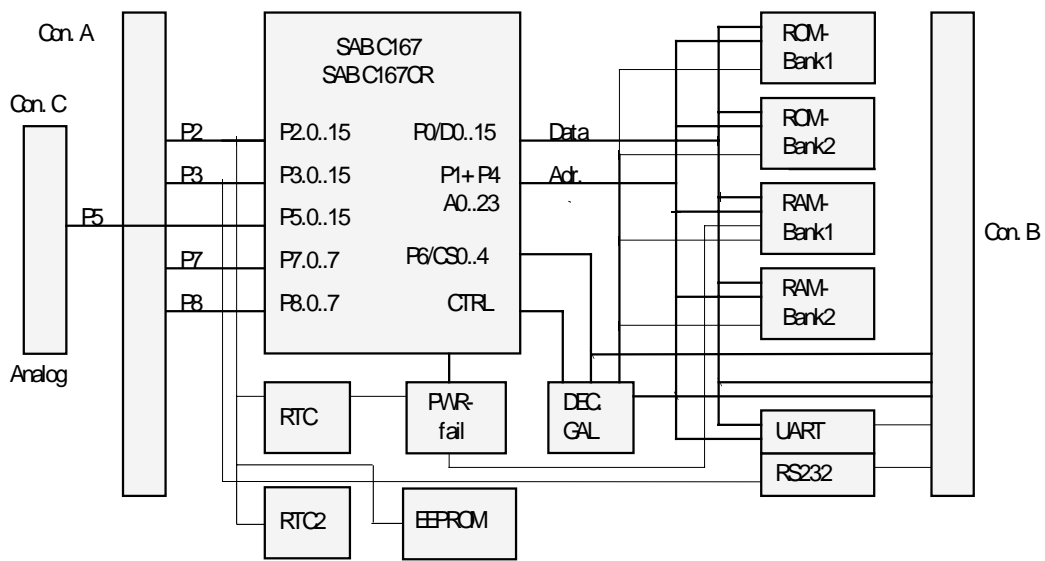 Con. A
SAB C167
SAB C167CR
ROM-
Bank1
Con. C
P2
P2.0..15
P0/D0..15
Data
ROM-
Bank2
P3
P3.0..15
P1+P4
A0..23
Adr.
P5
P5.0..15
RAM-
Bank1
Con. B
P7
P7.0..7
P6/CS0..4
P8
P8.0..7
CTRL
RAM-
Bank2
Analog
RTC
PWR-
fail
DEC.
GAL
UART
RS232
RTC2
EEPROM